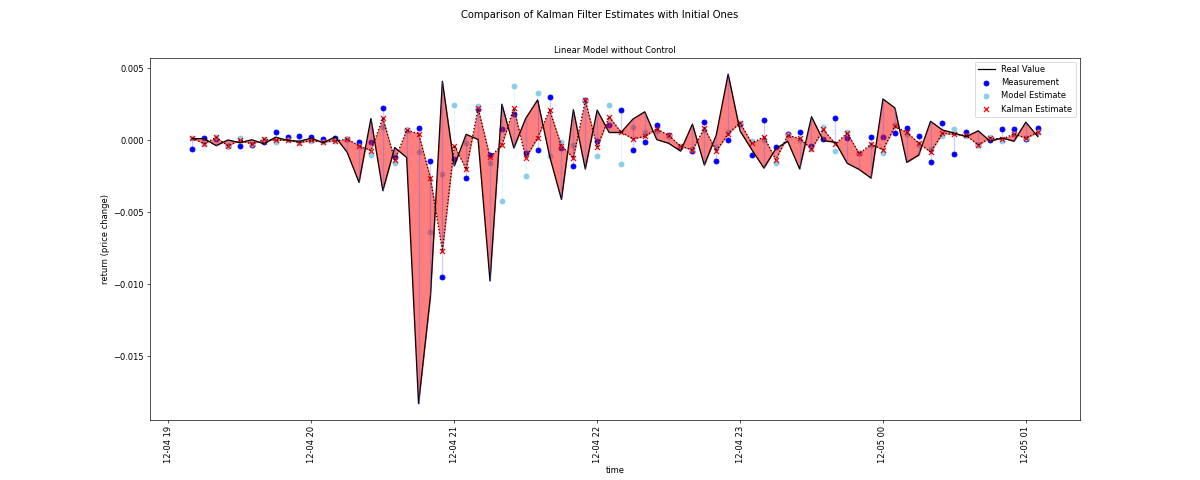 Comparison of Kalman Filter Estimates with Initial Ones
Linear Model without Control
Real Value
Measurement
Model Estimate
Kalman Estimate
0.005
0.000
−0.005
−0.010
−0.015
return (price change)
12-04 19
12-04 20
12-04 21
12-04 22
12-04 23
12-05 00
12-05 01
time